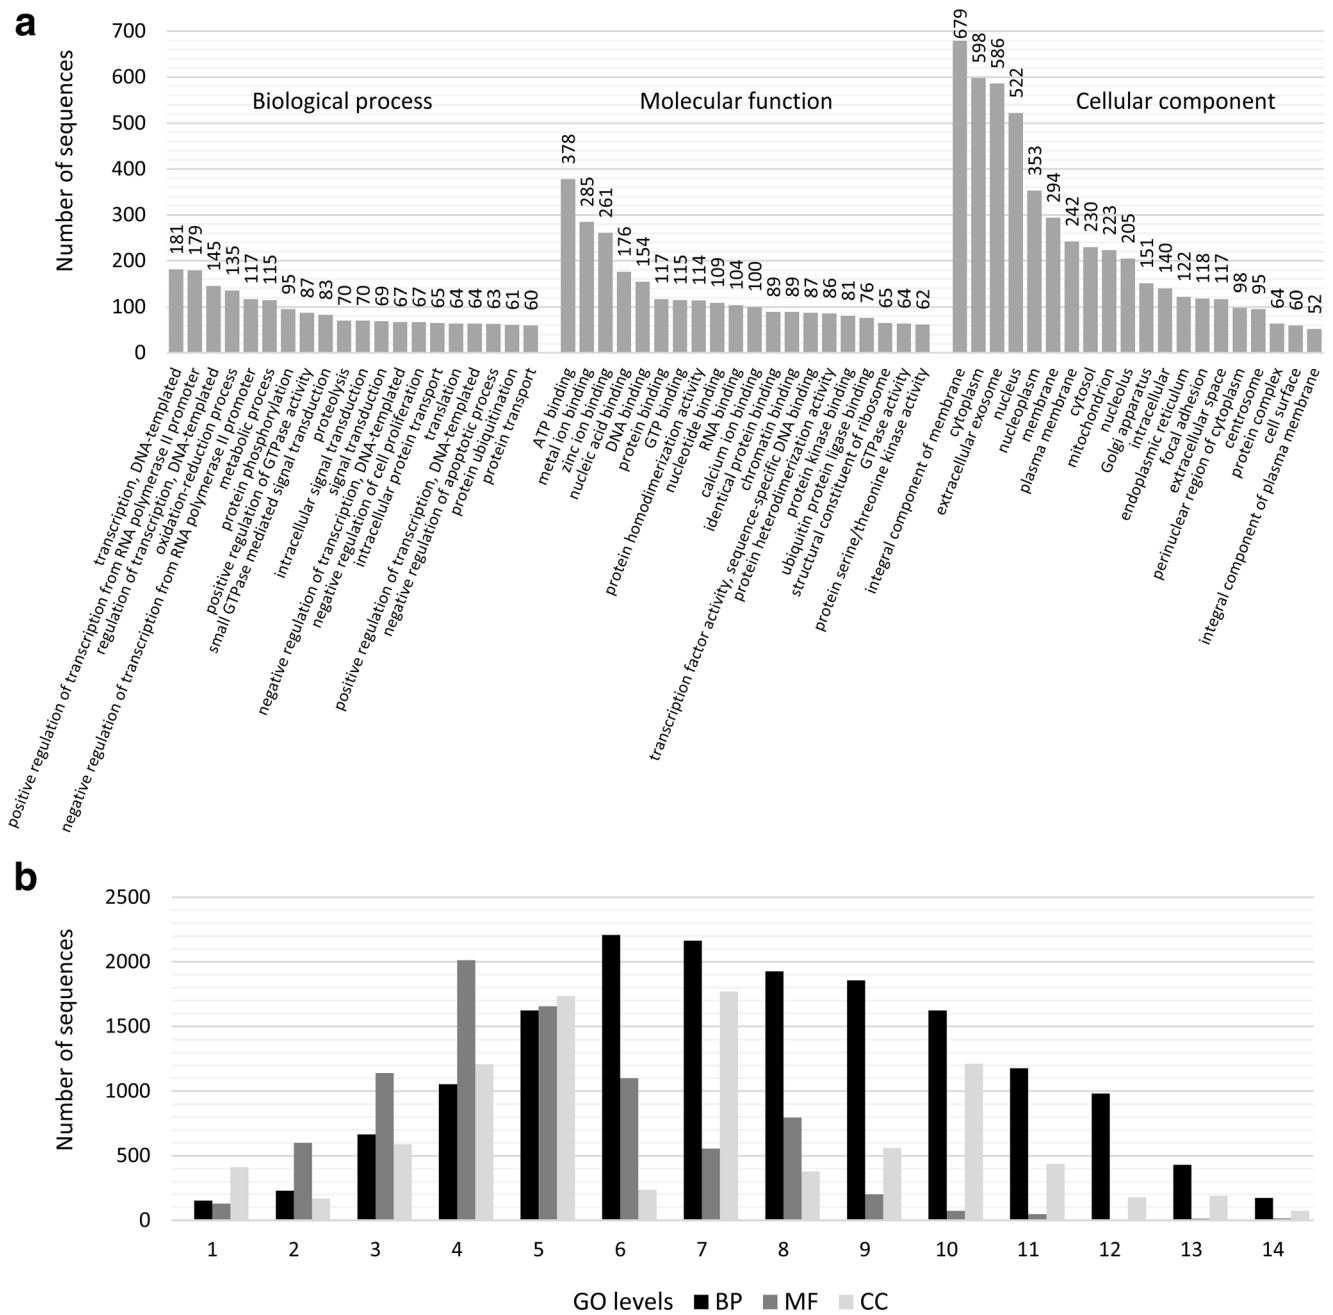 a
Number of sequences
700
600
500
400
300
200
100
0
Biological process
Molecular function
Cellular component
181
179
145
135
117
115
95
87
83
70
70
69
67
67
65
64
64
63
61
60
378
285
261
176
154
117
115
114
109
104
100
89
89
87
86
81
76
65
64
62
679
598
586
522
353
294
242
230
223
205
151
140
122
118
117
98
95
64
60
52
transcription, DNA-templated
positive regulation of transcription from RNA polymerase II promoter
regulation of transcription, DNA-templated
oxidation-reduction process
negative regulation of transcription from RNA polymerase II promoter
metabolic process
protein phosphorylation
positive regulation of GTPase activity
small GTPase mediated signal transduction
proteolysis
intracellular signal transduction
signal transduction
negative regulation of transcription, DNA-templated
negative regulation of cell proliferation
intracellular protein transport
translation
positive regulation of transcription, DNA-templated
negative regulation of apoptotic process
protein ubiquitination
protein transport
ATP binding
metal ion binding
zinc ion binding
nucleic acid binding
DNA binding
protein binding
GTP binding
protein homodimerization activity
nucleotide binding
RNA binding
calcium ion binding
identical protein binding
chromatin binding
transcription factor activity, sequence-specific DNA binding
protein heterodimerization activity
protein kinase binding
ubiquitin protein ligase binding
structural constituent of ribosome
GTPase activity
protein serine/threonine kinase activity
integral component of membrane
cytoplasm
extracellular exosome
nucleus
nucleoplasm
membrane
plasma membrane
cytosol
mitochondrion
nucleolus
Golgi apparatus
intracellular
endoplasmic reticulum
focal adhesion
extracellular space
perinuclear region of cytoplasm
centrosome
protein complex
cell surface
integral component of plasma membrane
b
Number of sequences
2500
2000
1500
1000
500
0
1 2 3 4 5 6 7 8 9 10 11 12 13 14
GO levels BP MF CC